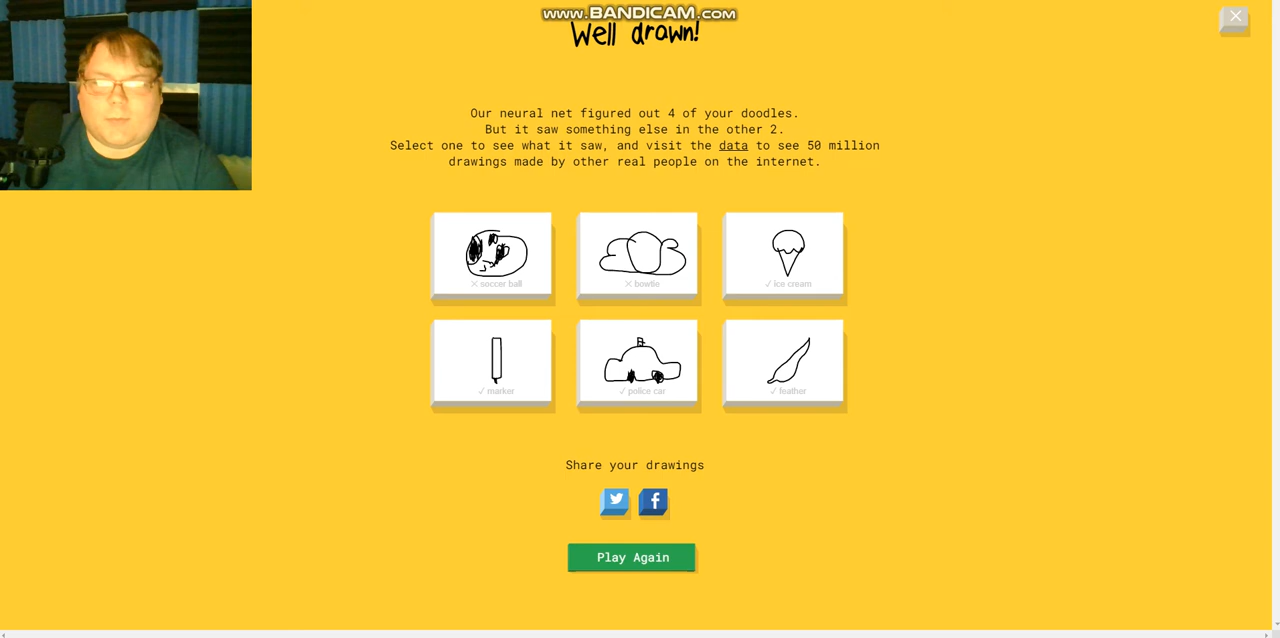 www.BANDICAM.com
Well drawn!
Our neural net figured out 4 of your doodles.
But it saw something else in the other 2.
Select one to see what it saw, and visit the data to see 50 million
drawings made by other real people on the internet.
× soccer ball
× bowtie
✓ ice cream
✓ marker
✓ police car
✓ feather
Share your drawings
Play Again